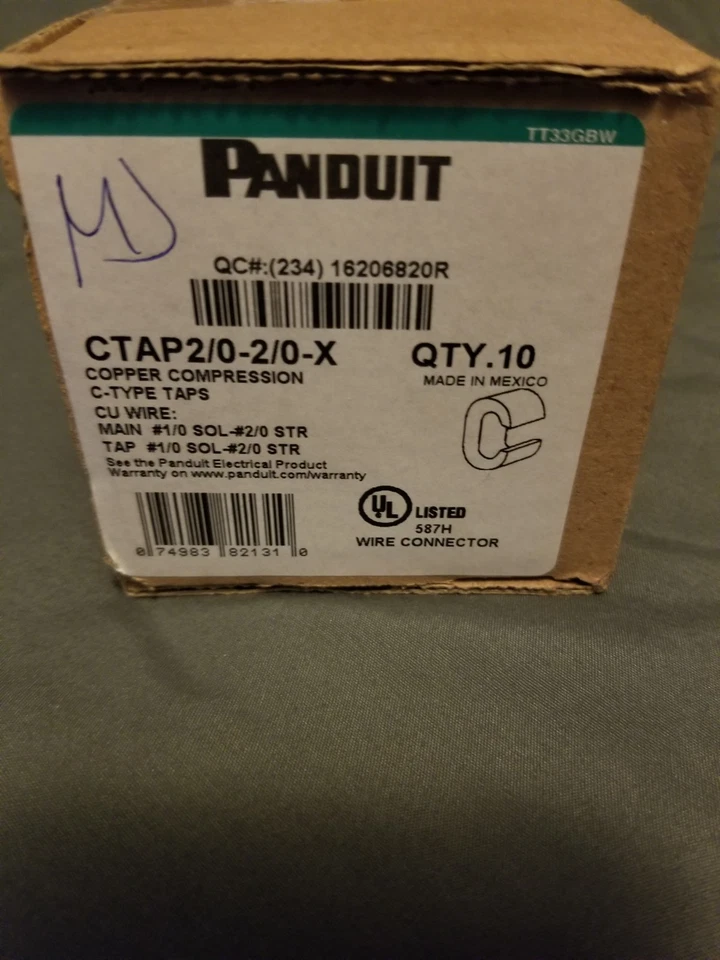 TT33GBW
PANDUIT
MJ
QC#:(234) 16206820R
CTAP2/0-2/0-X QTY.10
COPPER COMPRESSION MADE IN MEXICO
C-TYPE TAPS
CU WIRE:
MAIN #1/0 SOL-#2/0 STR
TAP #1/0 SOL-#2/0 STR
See the Panduit Electrical Product
Warranty on www.panduit.com/warranty
UL LISTED
587H
WIRE CONNECTOR
0 74983 82131 0